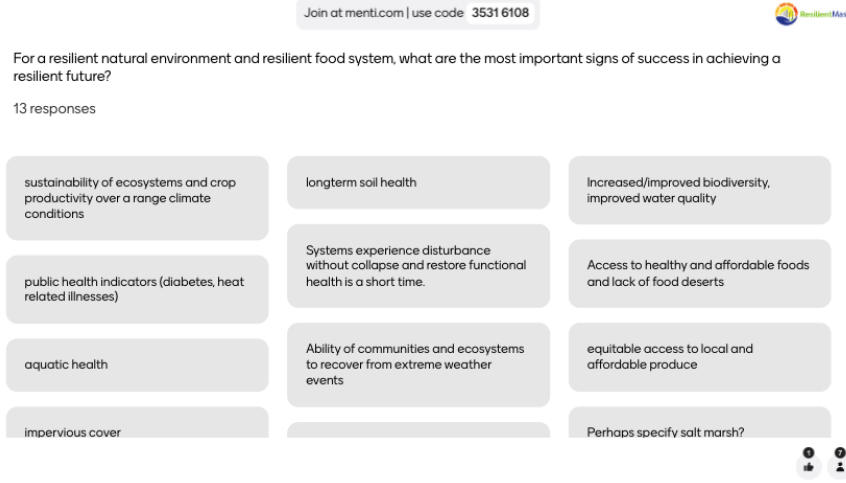 Join at menti.com | use code 3531 6108
ResilientMas
For a resilient natural environment and resilient food system, what are the most important signs of success in achieving a
resilient future?
13 responses
sustainability of ecosystems and crop
productivity over a range climate
conditions
public health indicators (diabetes, heat
related illnesses)
aquatic health
impervious cover
longterm soil health
Systems experience disturbance
without collapse and restore functional
health is a short time.
Ability of communities and ecosystems
to recover from extreme weather
events
Increased/improved biodiversity,
improved water quality
Access to healthy and affordable foods
and lack of food deserts
equitable access to local and
affordable produce
Perhaps specify salt marsh?
1
7